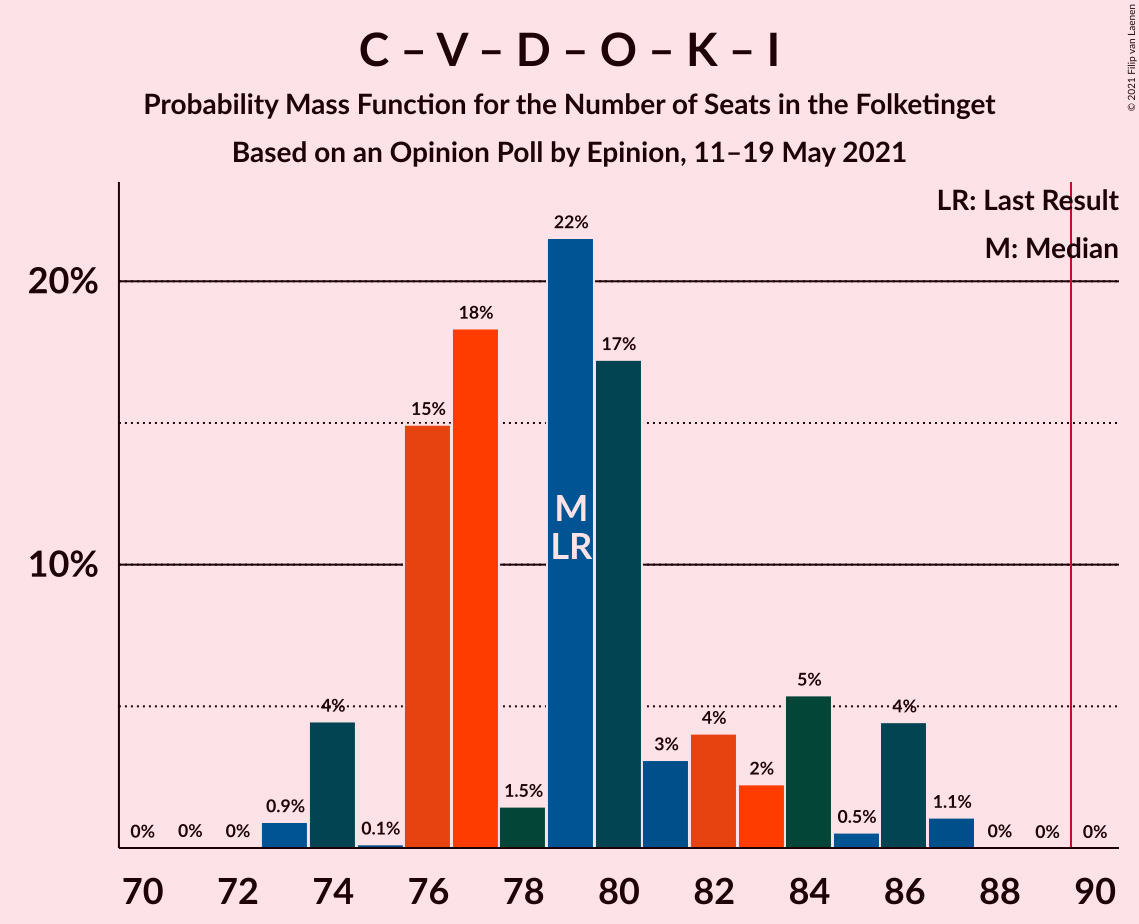 C – V – D – O – K – I
Probability Mass Function for the Number of Seats in the Folketinget
Based on an Opinion Poll by Epinion, 11–19 May 2021
© 2021 Filip van Laenen
LR: Last Result
M: Median
20%
10%
0%
0%
0%
0.9%
4%
0.1%
15%
18%
1.5%
22%
17%
3%
4%
2%
5%
0.5%
4%
1.1%
0%
0%
0%
M
LR
70 72 74 76 78 80 82 84 86 88 90